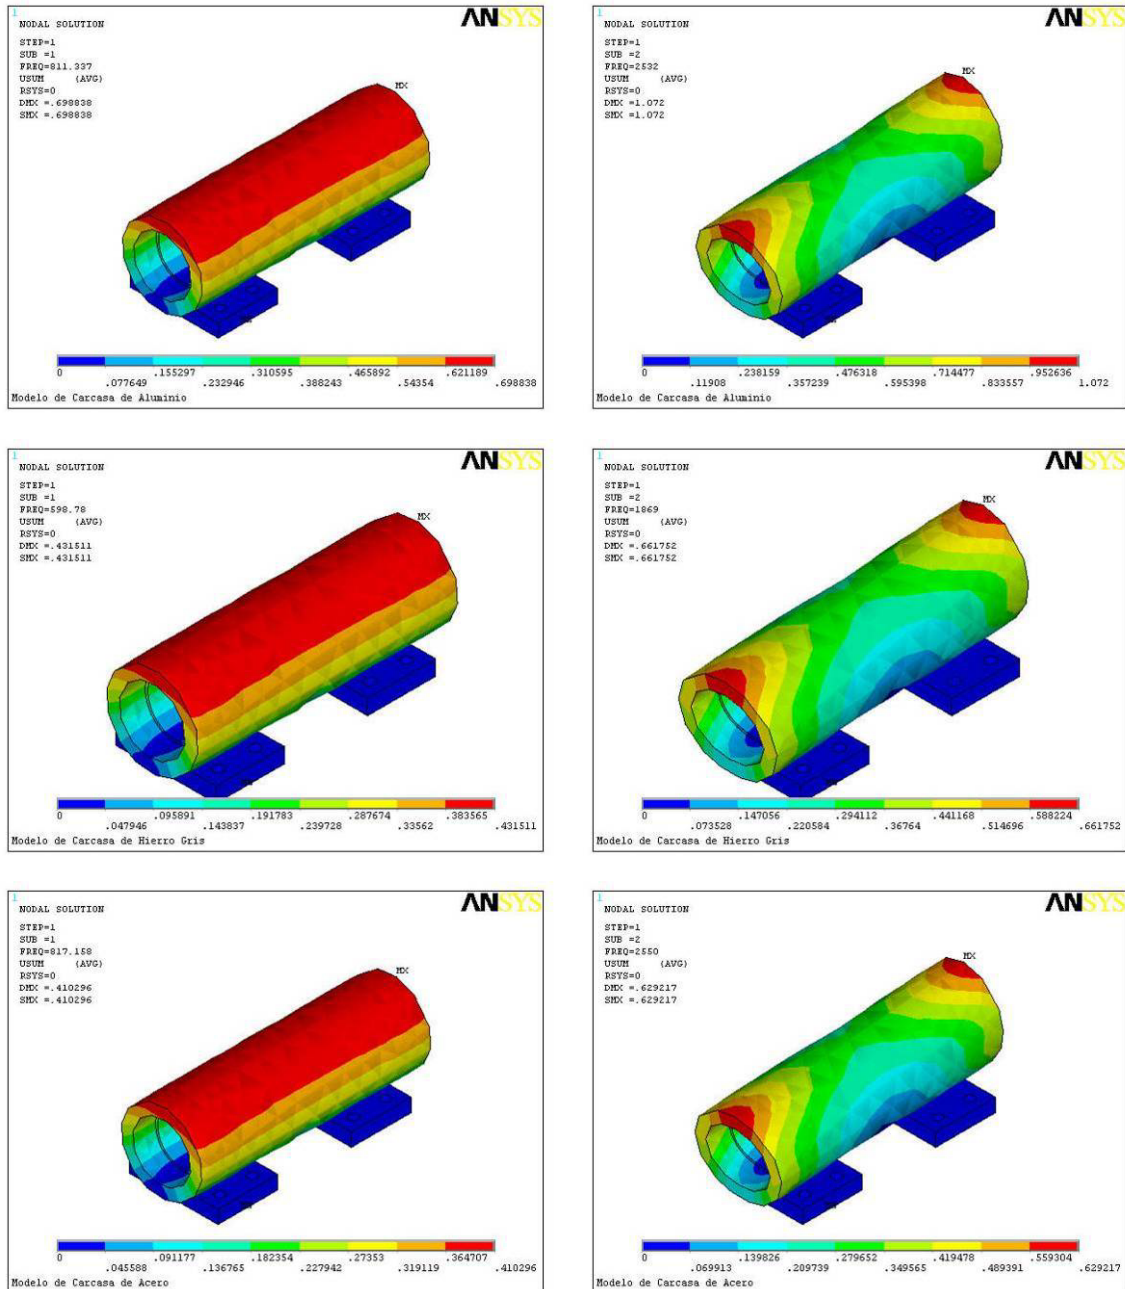 1
ANSYS
NODAL SOLUTION
STEP=1
SUB =1
FREQ=811.337
USUM (AVG)
RSYS=0
DMX =.698838
SMX =.698838
MX
0 .155297 .310595 .465892 .621189
.077649 .232946 .388243 .54354 .698838
Modelo de Carcasa de Aluminio
1
ANSYS
NODAL SOLUTION
STEP=1
SUB =2
FREQ=2532
USUM (AVG)
RSYS=0
DMX =1.072
SMX =1.072
MX
0 .238159 .476318 .714477 .952636
.11908 .357239 .595398 .833557 1.072
Modelo de Carcasa de Aluminio
1
ANSYS
NODAL SOLUTION
STEP=1
SUB =1
FREQ=598.78
USUM (AVG)
RSYS=0
DMX =.431511
SMX =.431511
MX
0 .095891 .191783 .287674 .383565
.047946 .143837 .239728 .33562 .431511
Modelo de Carcasa de Hierro Gris
1
ANSYS
NODAL SOLUTION
STEP=1
SUB =2
FREQ=1869
USUM (AVG)
RSYS=0
DMX =.661752
SMX =.661752
MX
0 .147056 .294112 .441168 .588224
.073528 .220584 .36764 .514696 .661752
Modelo de Carcasa de Hierro Gris
1
ANSYS
NODAL SOLUTION
STEP=1
SUB =1
FREQ=817.158
USUM (AVG)
RSYS=0
DMX =.410296
SMX =.410296
MX
0 .091177 .182354 .27353 .364707
.045588 .136765 .227942 .319119 .410296
Modelo de Carcasa de Acero
1
ANSYS
NODAL SOLUTION
STEP=1
SUB =2
FREQ=2550
USUM (AVG)
RSYS=0
DMX =.629217
SMX =.629217
MX
0 .139826 .279652 .419478 .559304
.069913 .209739 .349565 .489391 .629217
Modelo de Carcasa de Acero